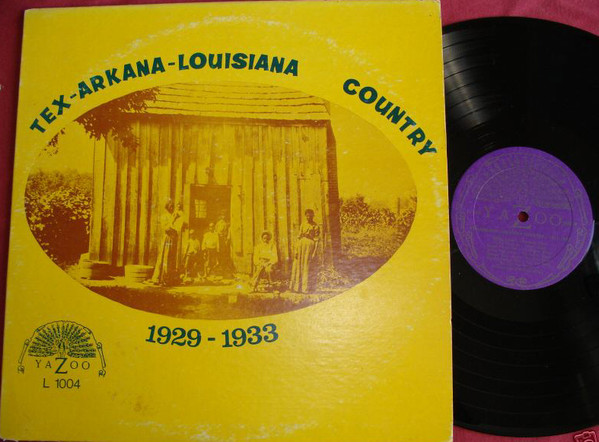 TEX-ARKANA-LOUISIANA COUNTRY
1929 - 1933
YAZOO
L 1004
YAZOO